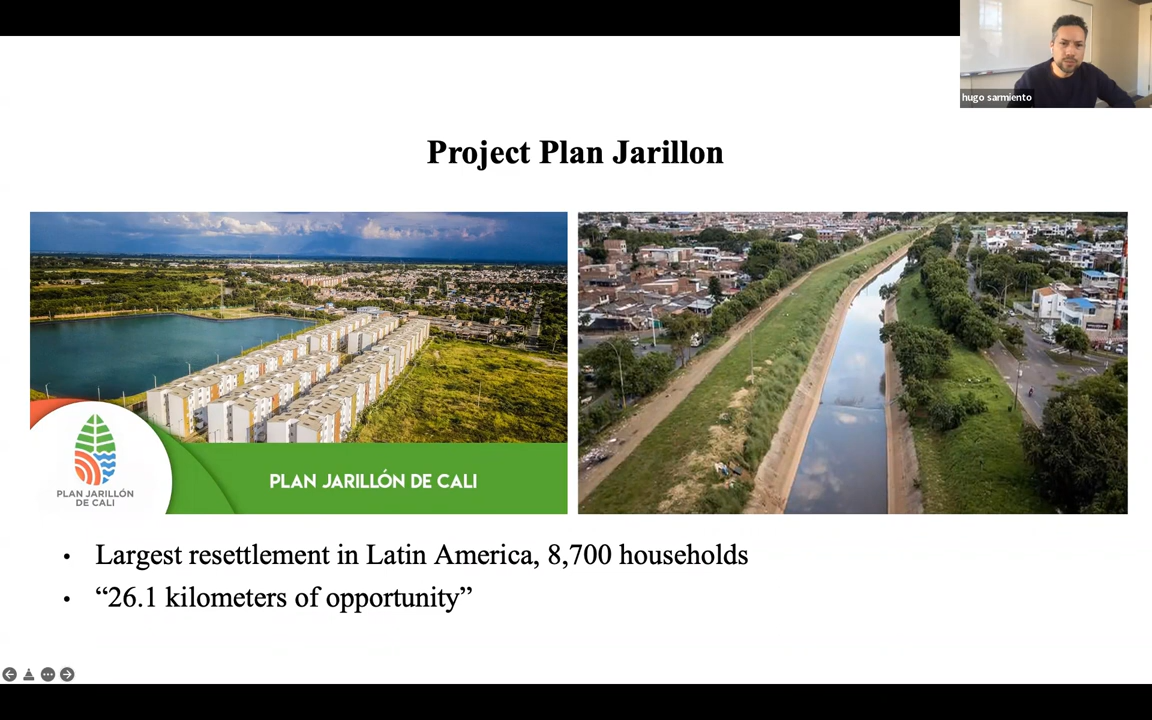 hugo sarmiento
Project Plan Jarillon
PLAN JARILLÓN
DE CALI
PLAN JARILLÓN DE CALI
• Largest resettlement in Latin America, 8,700 households
• “26.1 kilometers of opportunity”